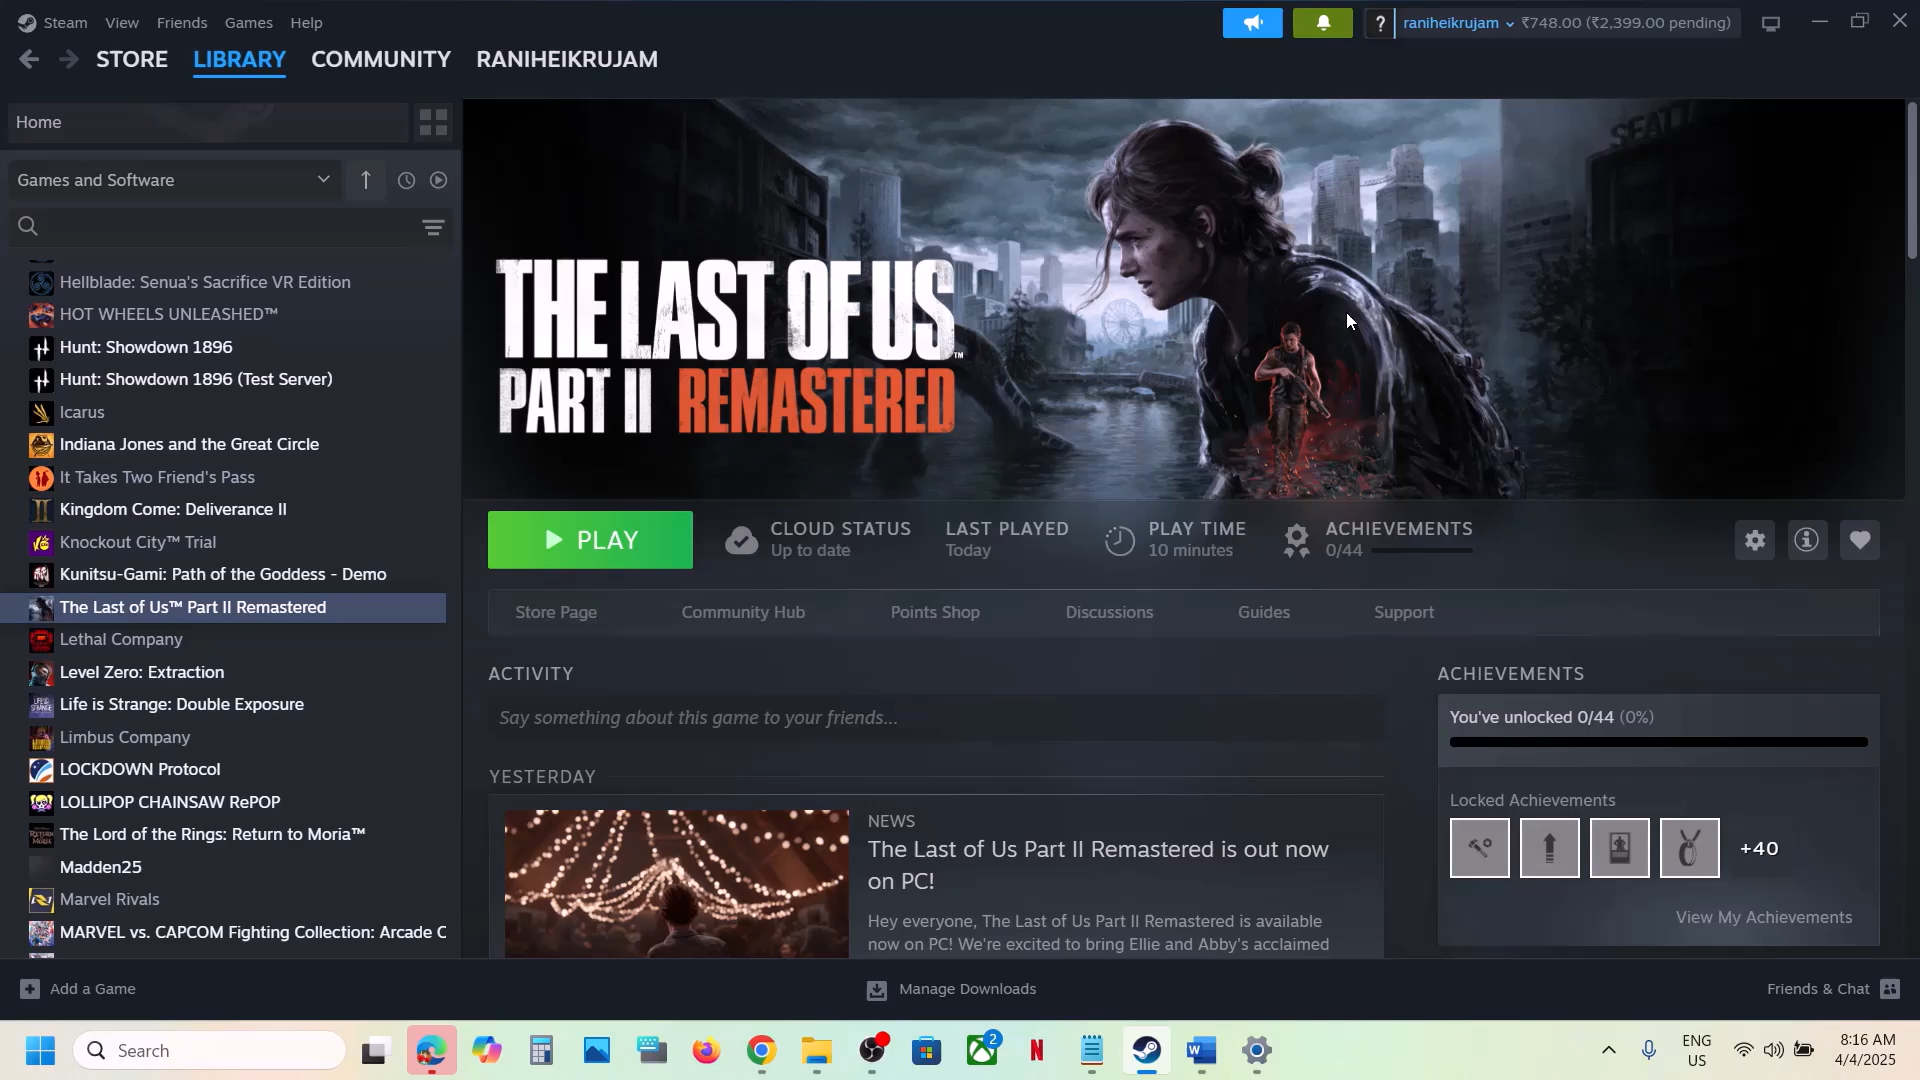 Steam View Friends Games Help
? raniheikrujam ₹748.00 (₹2,399.00 pending)
STORE LIBRARY COMMUNITY RANIHEIKRUJAM
Home
Games and Software
Hellblade: Senua's Sacrifice VR Edition
HOT WHEELS UNLEASHED™
Hunt: Showdown 1896
Hunt: Showdown 1896 (Test Server)
Icarus
Indiana Jones and the Great Circle
It Takes Two Friend's Pass
Kingdom Come: Deliverance II
Knockout City™ Trial
Kunitsu-Gami: Path of the Goddess - Demo
The Last of Us™ Part II Remastered
Lethal Company
Level Zero: Extraction
Life is Strange: Double Exposure
Limbus Company
LOCKDOWN Protocol
LOLLIPOP CHAINSAW RePOP
The Lord of the Rings: Return to Moria™
Madden25
Marvel Rivals
MARVEL vs. CAPCOM Fighting Collection: Arcade C
Add a Game
THE LAST OF US™
PART II REMASTERED
PLAY
CLOUD STATUS
Up to date
LAST PLAYED
Today
PLAY TIME
10 minutes
ACHIEVEMENTS
0/44
Store Page Community Hub Points Shop Discussions Guides Support
ACTIVITY
Say something about this game to your friends...
YESTERDAY
NEWS
The Last of Us Part II Remastered is out now
on PC!
Hey everyone, The Last of Us Part II Remastered is available
now on PC! We're excited to bring Ellie and Abby's acclaimed
ACHIEVEMENTS
You've unlocked 0/44 (0%)
Locked Achievements
+40
View My Achievements
Manage Downloads
Friends & Chat
Search
2
ENG
US
8:16 AM
4/4/2025